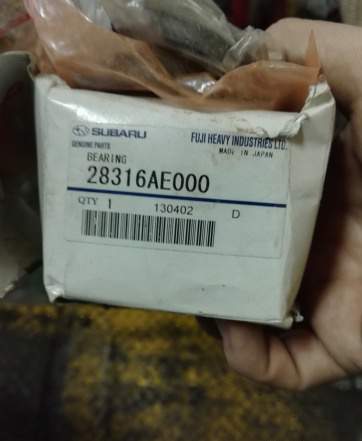 SUBARU
FUJI HEAVY INDUSTRIES LTD.
GENUINE PARTS
MADE IN JAPAN
BEARING
28316AE000
QTY 1 130402 D